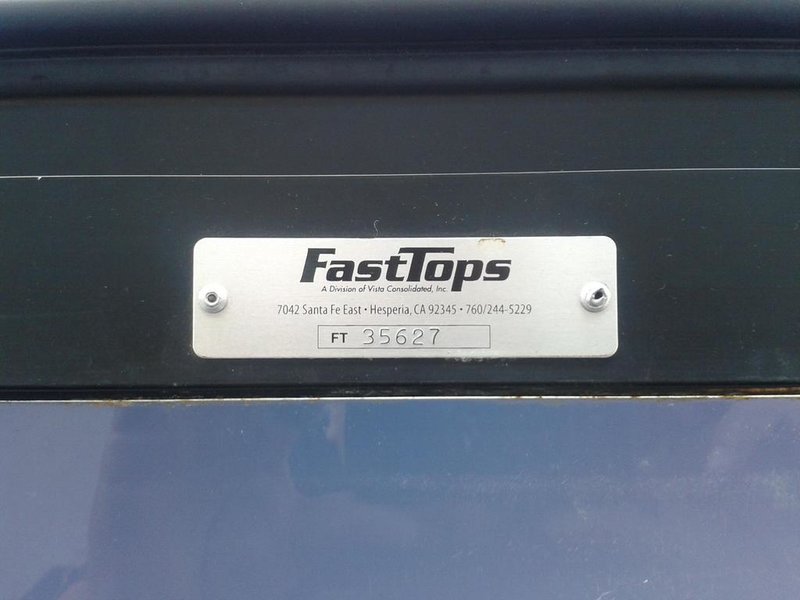 FastTops
A Division of Vista Consolidated, Inc.
7042 Santa Fe East • Hesperia, CA 92345 • 760/244-5229
FT 35627